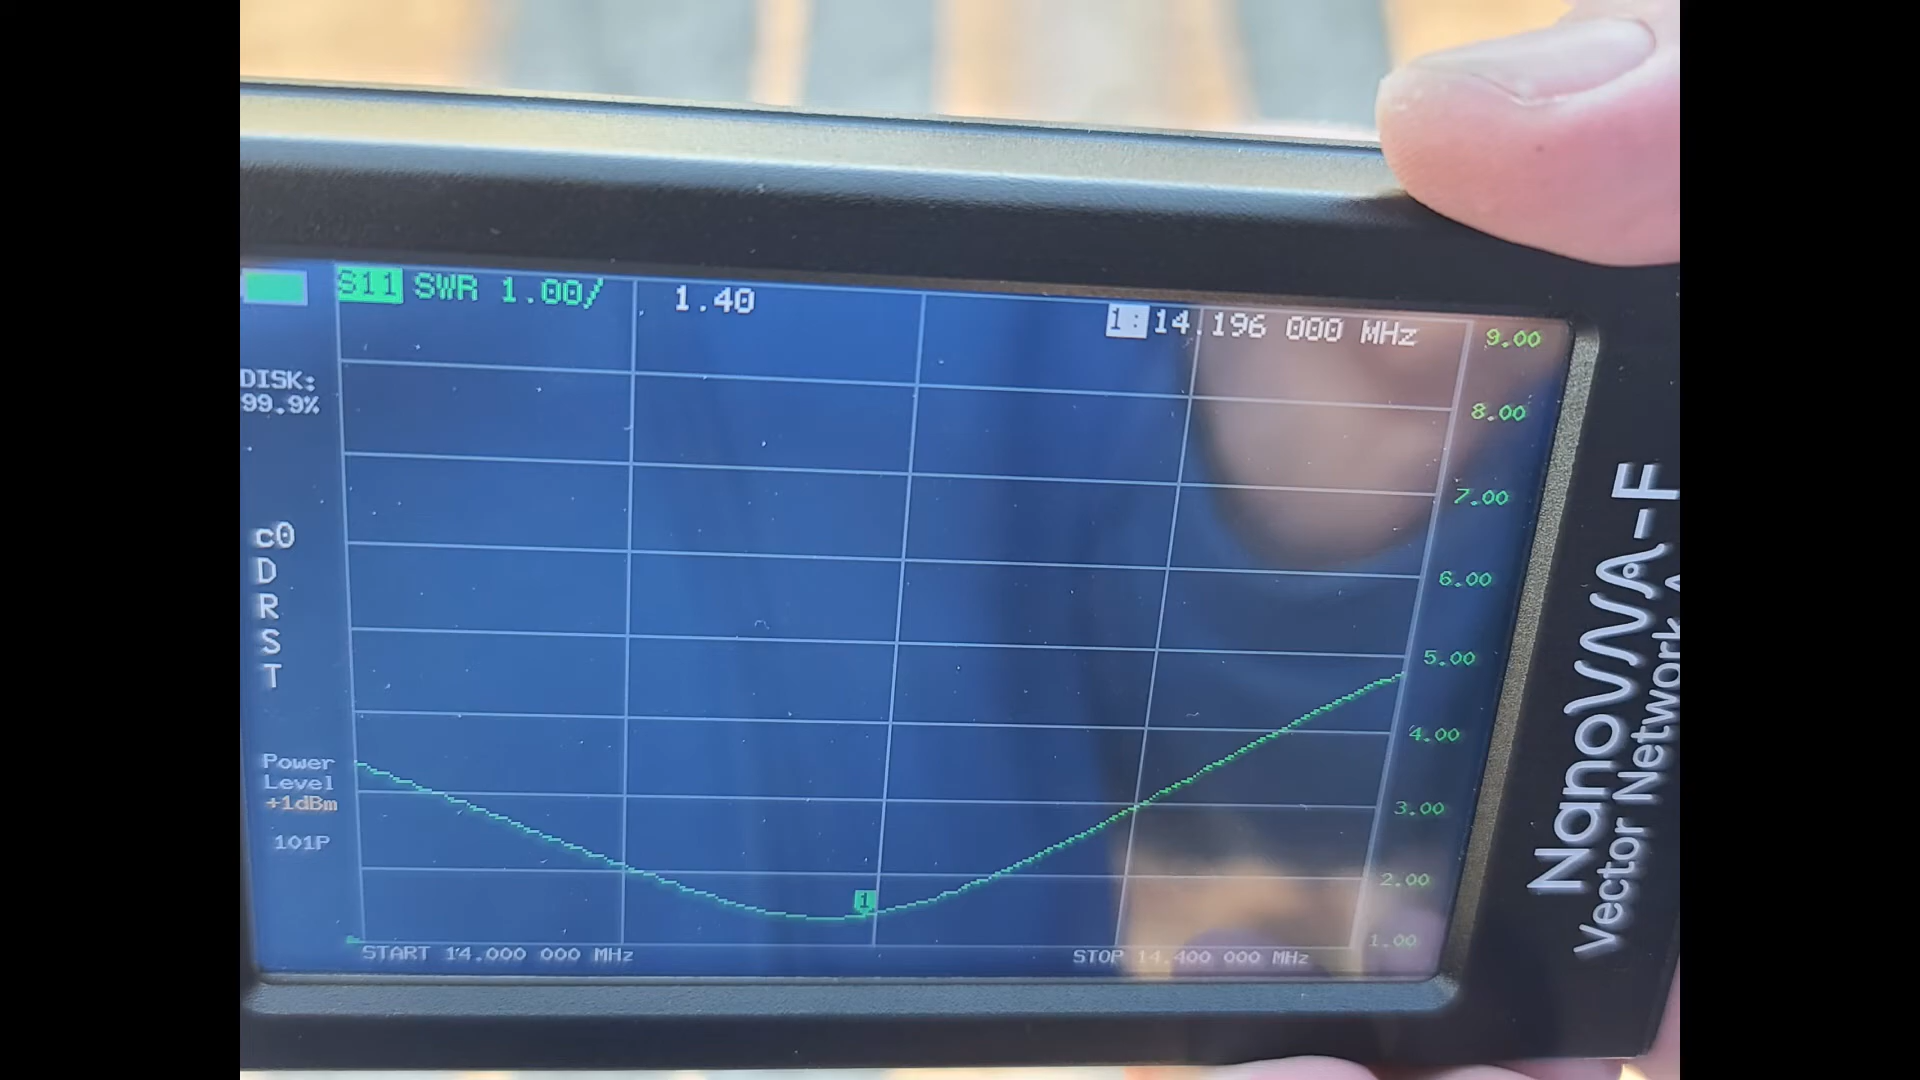 S11 SWR 1.00/ 1.40 1: 14.196 000 MHz
9.00
8.00
7.00
6.00
5.00
4.00
3.00
2.00
1.00
DISK:
99.9%
c0
D
R
S
T
Power
Level
+1dBm
101P
1
START 14.000 000 MHz STOP 14.400 000 MHz
NanoVNA-F
Vector Network